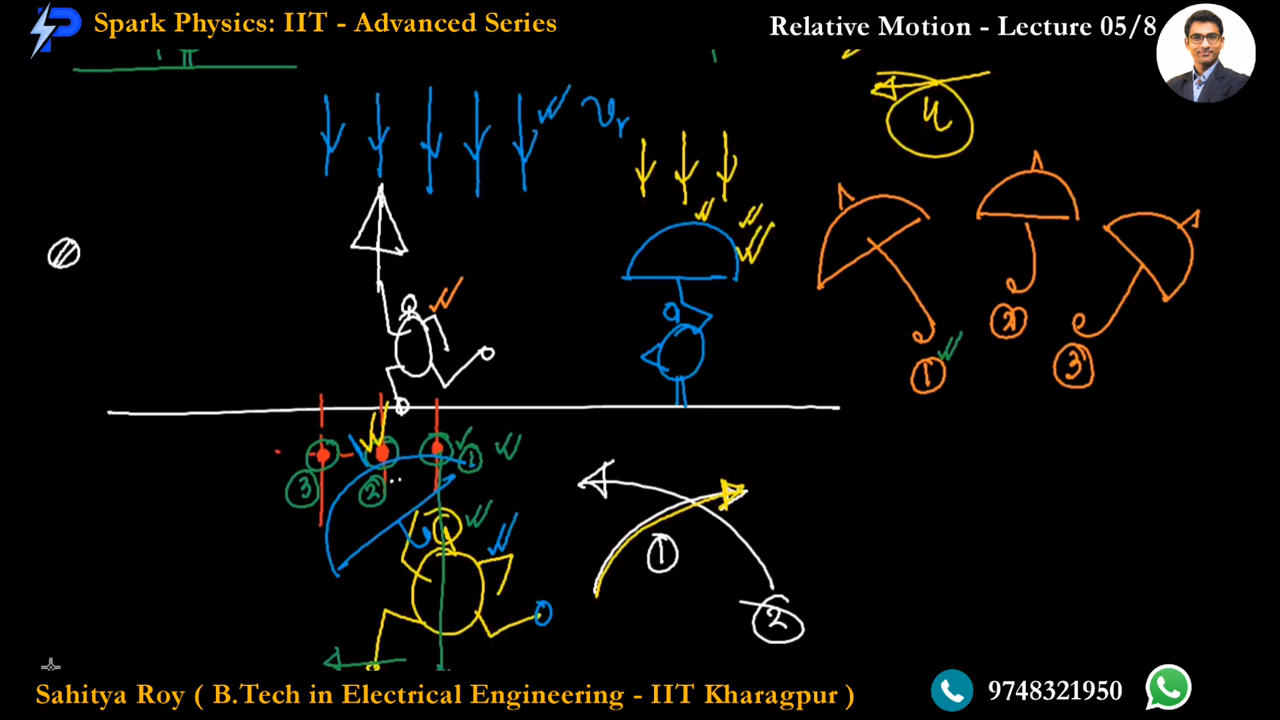 Spark Physics: IIT - Advanced Series
Relative Motion - Lecture 05/8
vr
4
1
2
3
1
3
2
1
2
Sahitya Roy ( B.Tech in Electrical Engineering - IIT Kharagpur )
9748321950